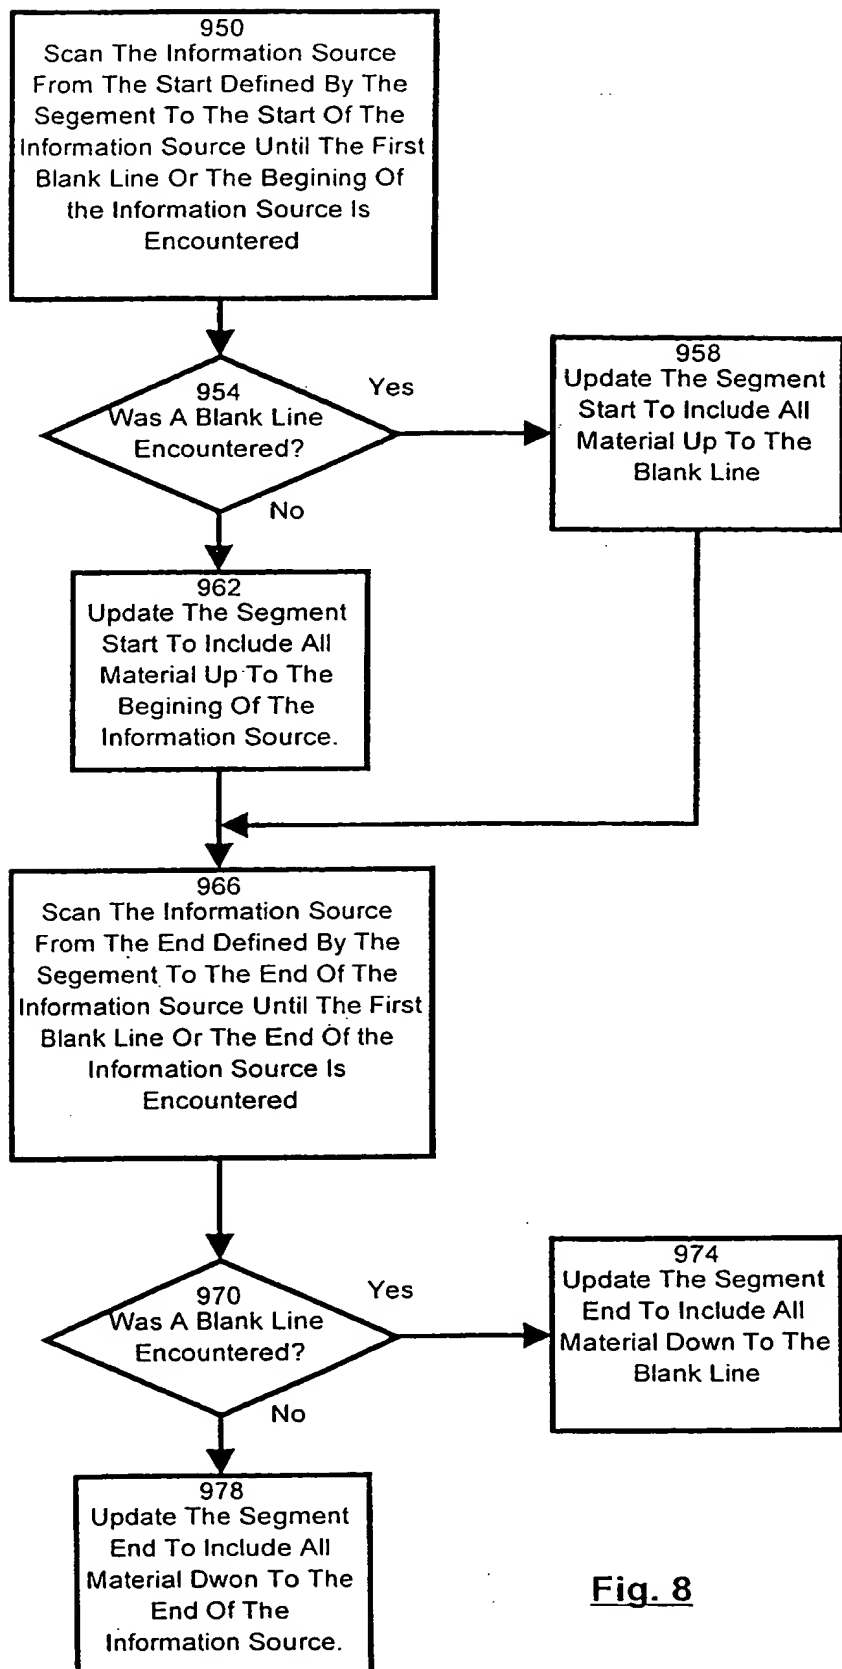 950
Scan The Information Source
From The Start Defined By The
Segement To The Start Of The
Information Source Until The First
Blank Line Or The Begining Of
the Information Source Is
Encountered
954
Was A Blank Line
Encountered?
Yes
No
958
Update The Segment
Start To Include All
Material Up To The
Blank Line
962
Update The Segment
Start To Include All
Material Up To The
Begining Of The
Information Source.
966
Scan The Information Source
From The End Defined By The
Segement To The End Of The
Information Source Until The First
Blank Line Or The End Of the
Information Source Is
Encountered
970
Was A Blank Line
Encountered?
Yes
No
974
Update The Segment
End To Include All
Material Down To The
Blank Line
978
Update The Segment
End To Include All
Material Dwon To The
End Of The
Information Source.
Fig. 8